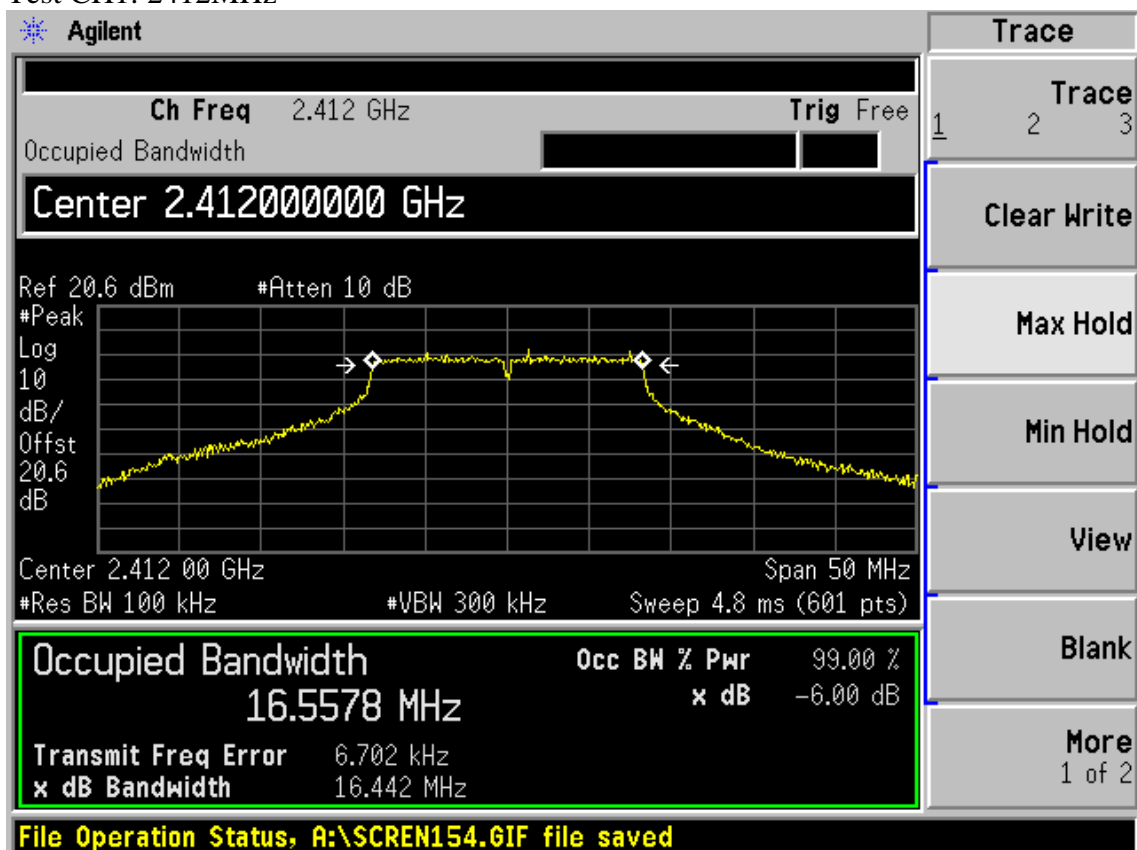 Test CH1: 2412MHz
Agilent
Trace
Ch Freq 2.412 GHz Trig Free
Occupied Bandwidth
Center 2.412000000 GHz
Ref 20.6 dBm #Atten 10 dB
#Peak
Log
10
dB/
Offst
20.6
dB
Center 2.412 00 GHz Span 50 MHz
#Res BW 100 kHz #VBW 300 kHz Sweep 4.8 ms (601 pts)
Occupied Bandwidth Occ BW % Pwr 99.00 %
16.5578 MHz x dB -6.00 dB
Transmit Freq Error 6.702 kHz
x dB Bandwidth 16.442 MHz
File Operation Status, A:\SCREN154.GIF file saved
Trace
1 2 3
Clear Write
Max Hold
Min Hold
View
Blank
More
1 of 2